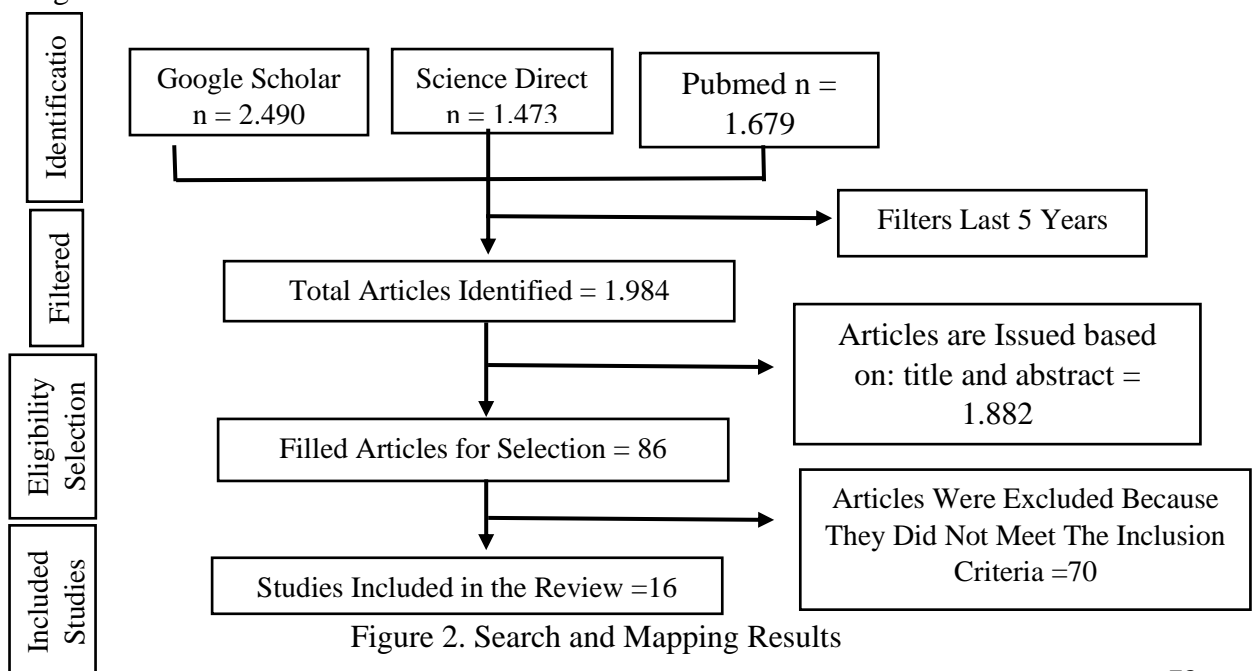 Identificatio
Google Scholar
n = 2.490
Science Direct
n = 1.473
Pubmed n =
1.679
Filters Last 5 Years
Filtered
Total Articles Identified = 1.984
Articles are Issued based
on: title and abstract =
1.882
Eligibility
Selection
Filled Articles for Selection = 86
Articles Were Excluded Because
They Did Not Meet The Inclusion
Criteria =70
Included
Studies
Studies Included in the Review =16
Figure 2. Search and Mapping Results